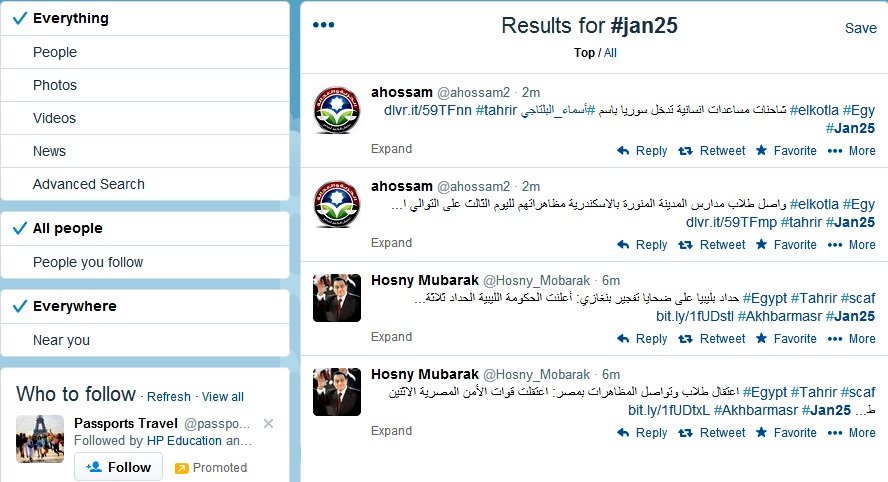 Everything
People
Photos
Videos
News
Advanced Search
All people
People you follow
Everywhere
Near you
Who to follow · Refresh · View all
Passports Travel @passpo...
Followed by HP Education an...
Follow
Promoted
Results for #jan25
Save
Top / All
ahossam @ahossam2 · 2m
#elkotla #Egy شاحنات مساعدات انسانية تدخل سوريا باسم #أسماء_البلتاجي dlvr.it/59TFnn #tahrir
#Jan25
Expand
Reply Retweet Favorite More
ahossam @ahossam2 · 2m
#elkotla #Egy واصل طلاب مدارس المدينة المنورة بالاسكندرية مظاهراتهم لليوم الثالث على التوالي ا...
dlvr.it/59TFmp #tahrir #Jan25
Expand
Reply Retweet Favorite More
Hosny Mubarak @Hosny_Mobarak · 6m
#Egypt #Tahrir #scaf حداد بليبيا على ضحايا تفجير بنغازي: أعلنت الحكومة الليبية الحداد ثلاثة...
bit.ly/1fUDstl #Akhbarmasr #Jan25
Expand
Reply Retweet Favorite More
Hosny Mubarak @Hosny_Mobarak · 6m
#Egypt #Tahrir #scaf اعتقال طلاب وتواصل المظاهرات بمصر: اعتقلت قوات الأمن المصرية الاثنين
ط... bit.ly/1fUDtxL #Akhbarmasr #Jan25
Expand
Reply Retweet Favorite More